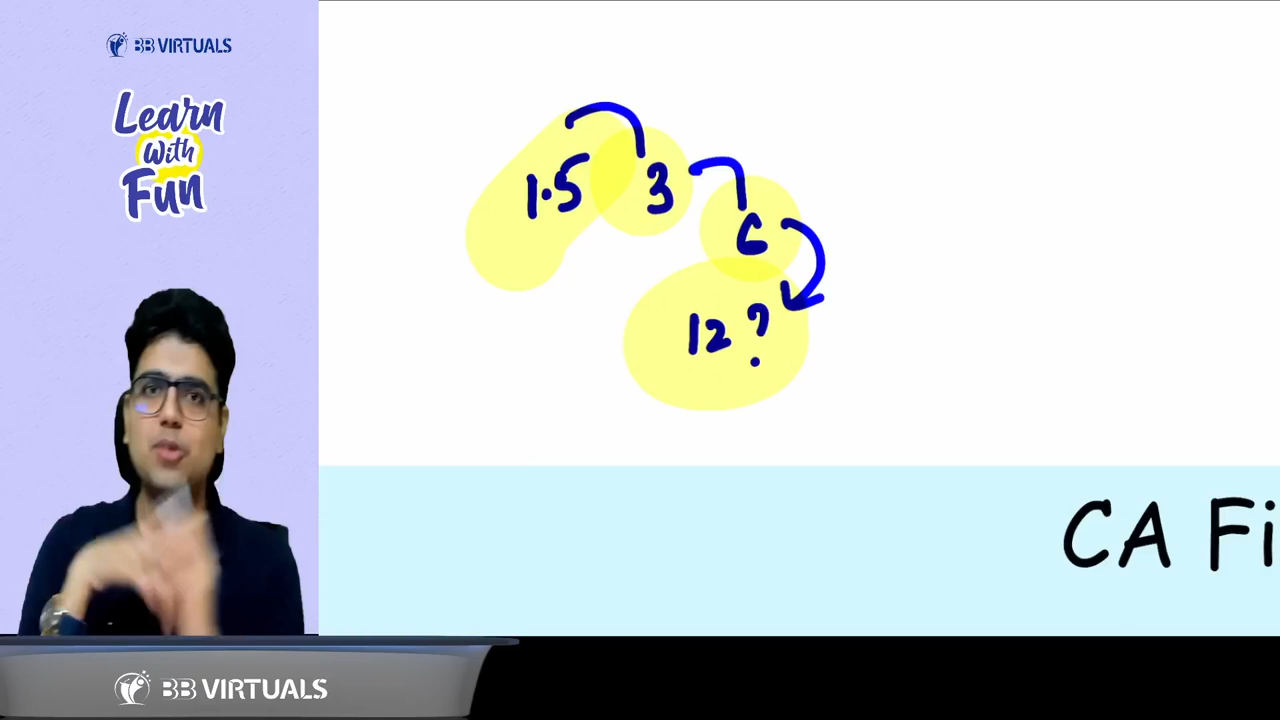 BB VIRTUALS
Learn
With
Fun
1.5 3
6
12 ?
CA Fi
BB VIRTUALS